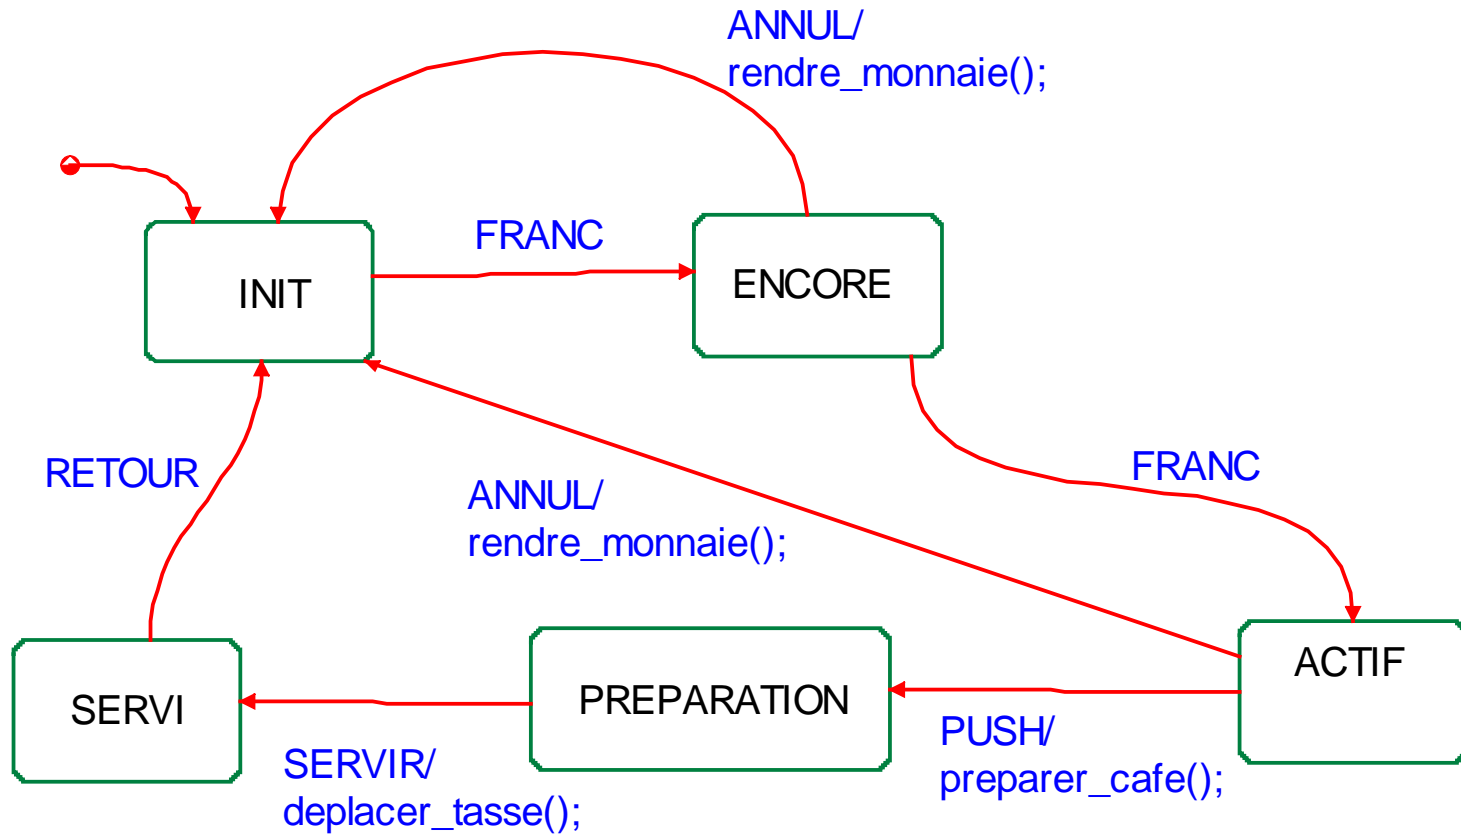 ANNUL/
rendre_monnaie();
FRANC
INIT
ENCORE
RETOUR
ANNUL/
rendre_monnaie();
FRANC
SERVI
PREPARATION
ACTIF
SERVIR/
deplacer_tasse();
PUSH/
preparer_cafe();